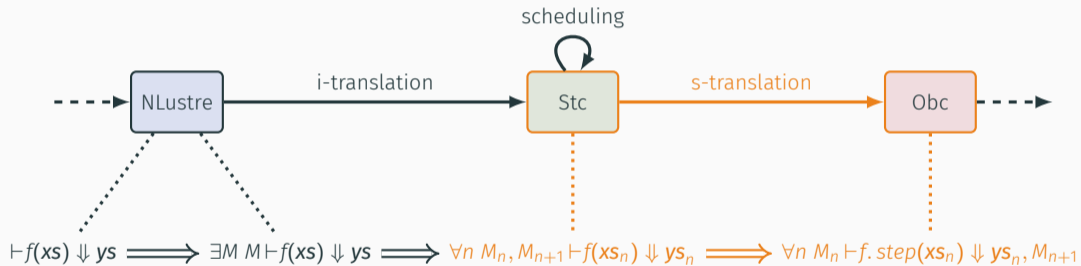 scheduling
i-translation
s-translation
NLustre
Stc
Obc
⊢f(xs) ⇓ ys ⟹ ∃M M ⊢f(xs) ⇓ ys ⟹ ∀n Mₙ, Mₙ₊₁ ⊢f(xsₙ) ⇓ ysₙ ⟹ ∀n Mₙ ⊢f. step(xsₙ) ⇓ ysₙ, Mₙ₊₁